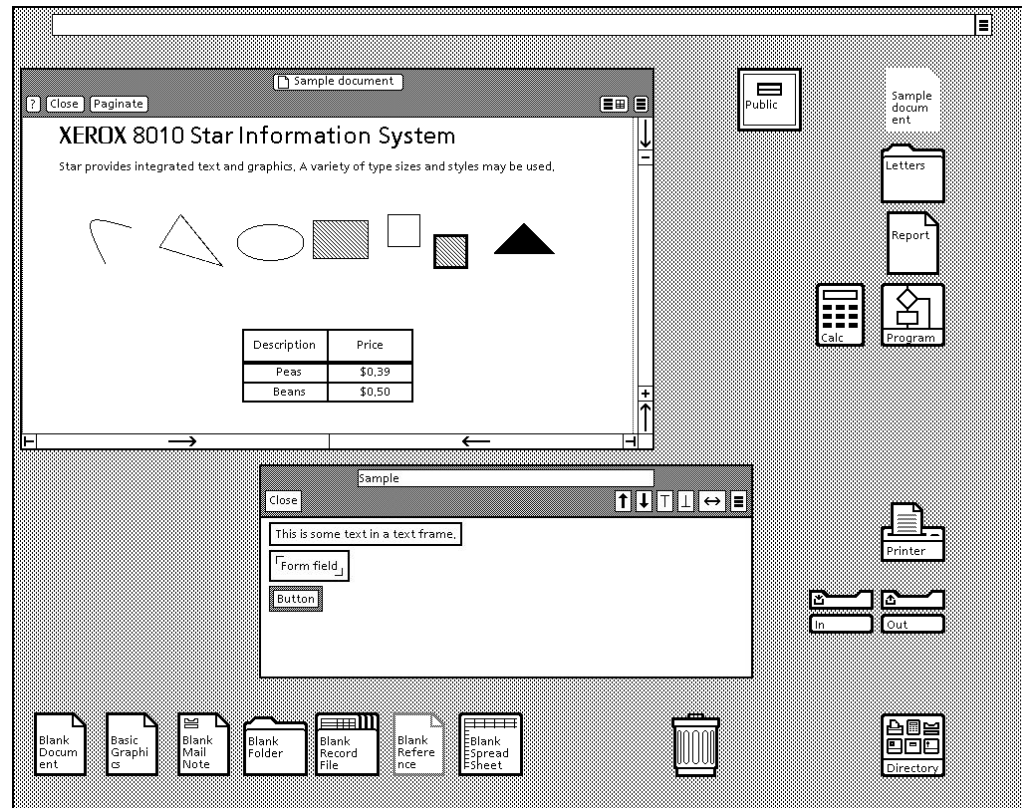 Sample document
? Close Paginate
XEROX 8010 Star Information System
Star provides integrated text and graphics. A variety of type sizes and styles may be used.
Description Price
Peas $0.39
Beans $0.50
Public
Sample
docum
ent
Letters
Report
Calc
Program
Sample
Close
This is some text in a text frame.
Form field
Button
Printer
In
Out
Blank
Docum
ent
Basic
Graphi
cs
Blank
Mail
Note
Blank
Folder
Blank
Record
File
Blank
Refere
nce
Blank
Spread
Sheet
Directory